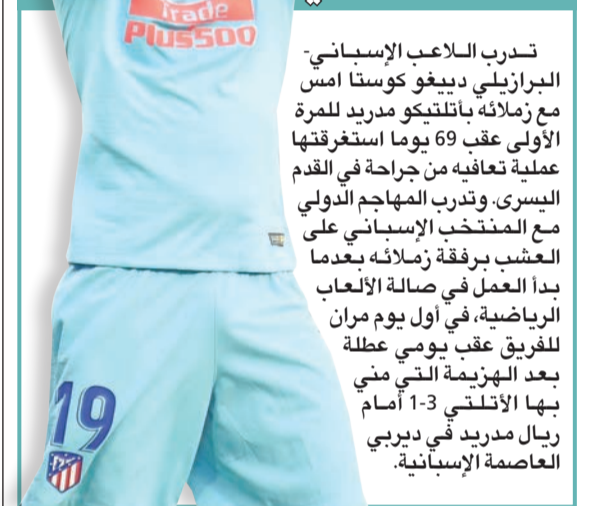 Trade
Plus500
تدرب اللاعب الإسباني-
البرازيلي دييغو كوستا امس
مع زملائه بأتلتيكو مدريد للمرة
الأولى عقب 69 يوما استغرقتها
عملية تعافيه من جراحة في القدم
اليسرى. وتدرب المهاجم الدولي
مع المنتخب الإسباني على
العشب برفقة زملائه بعدما
بدأ العمل في صالة الألعاب
الرياضية، في أول يوم مران
للفريق عقب يومي عطلة
بعد الهزيمة التي مني
بها الأتلتي 3-1 أمام
ريال مدريد في ديربي
العاصمة الإسبانية.
19